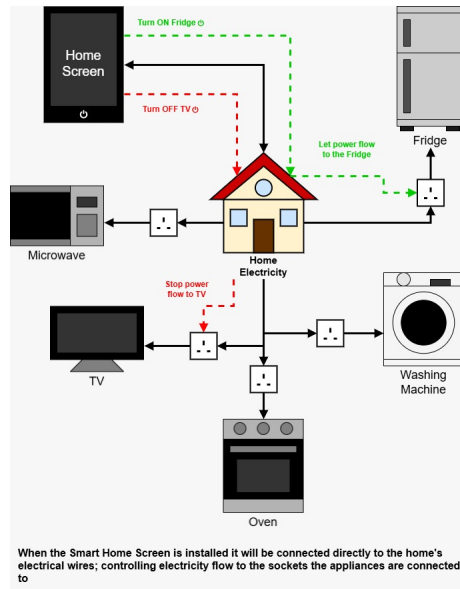 Turn ON Fridge
Home
Screen
Turn OFF TV
Fridge
Let power flow
to the Fridge
Microwave
Home
Electricity
Stop power
flow to TV
TV
Washing
Machine
Oven
When the Smart Home Screen is installed it will be connected directly to the home's
electrical wires; controlling electricity flow to the sockets the appliances are connected
to